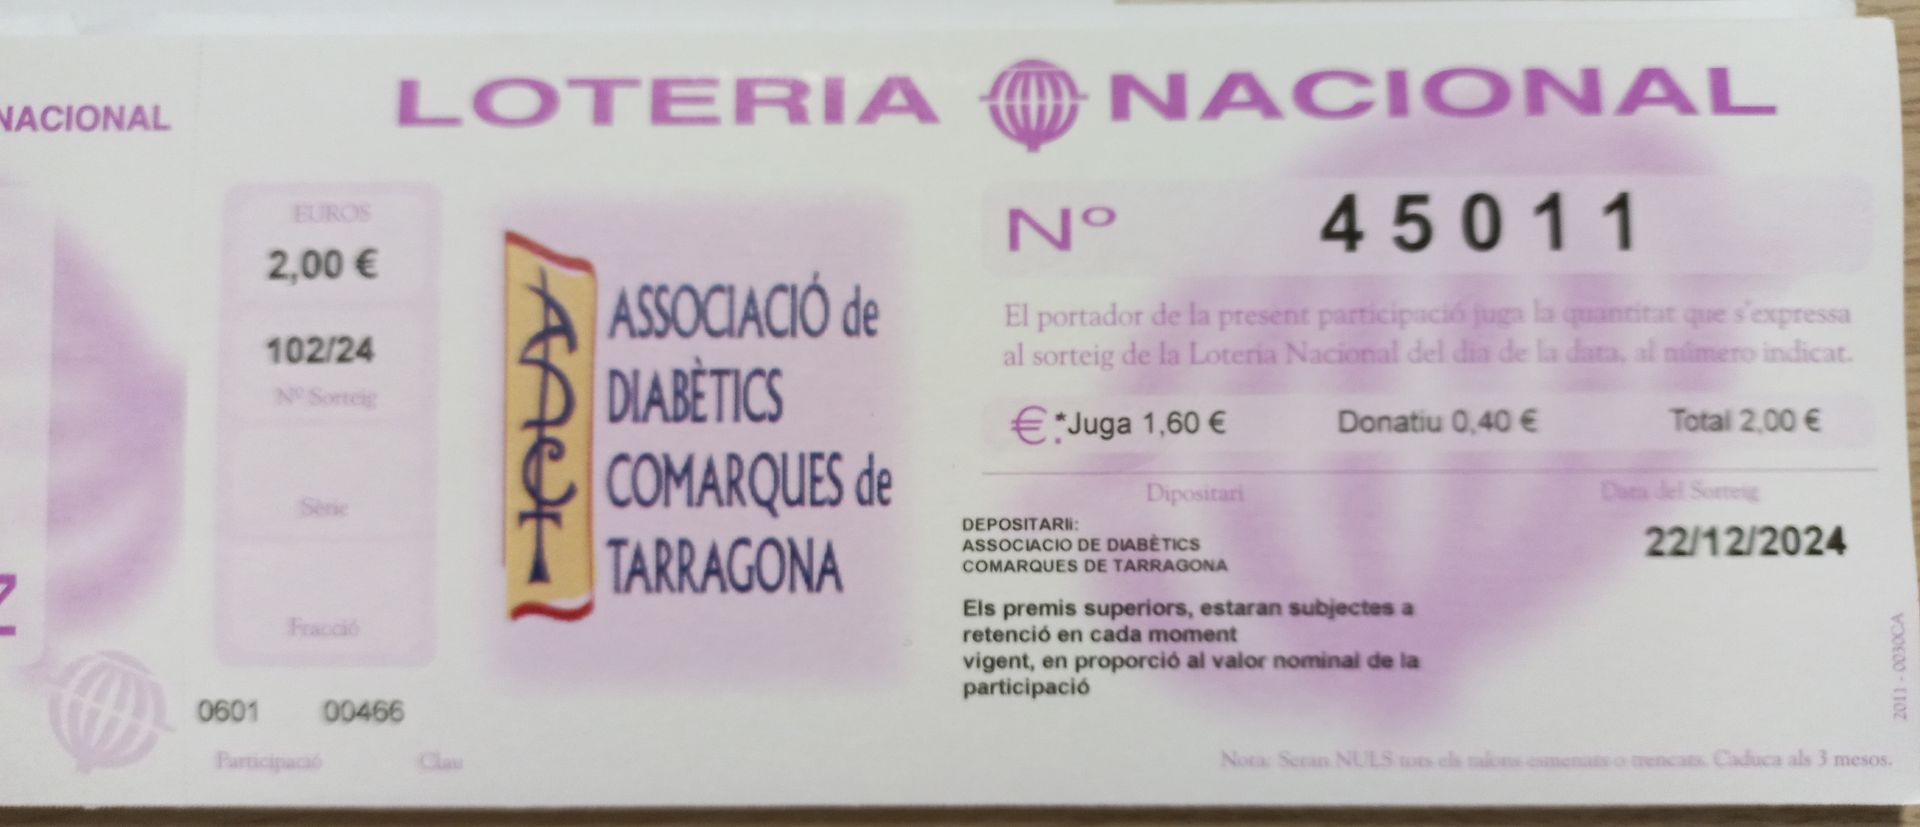 NACIONAL
LOTERIA NACIONAL
EUROS
2,00 €
102/24
Nº Sorteig
Sèrie
Fracció
0601 00466
Participació Clau
ADCT
ASSOCIACIÓ de
DIABÈTICS
COMARQUES de
TARRAGONA
Nº 45011
El portador de la present participació juga la quantitat que s'expressa
al sorteig de la Loteria Nacional del dia de la data, al número indicat.
€.*Juga 1,60 € Donatiu 0,40 € Total 2,00 €
Dipositari Data del Sorteig
DEPOSITARIi:
ASSOCIACIO DE DIABÈTICS
COMARQUES DE TARRAGONA
22/12/2024
Els premis superiors, estaran subjectes a
retenció en cada moment
vigent, en proporció al valor nominal de la
participació
Nota: Seran NULS tots els talons esmenats o trencats. Caduca als 3 mesos.
2011 - 0030CA